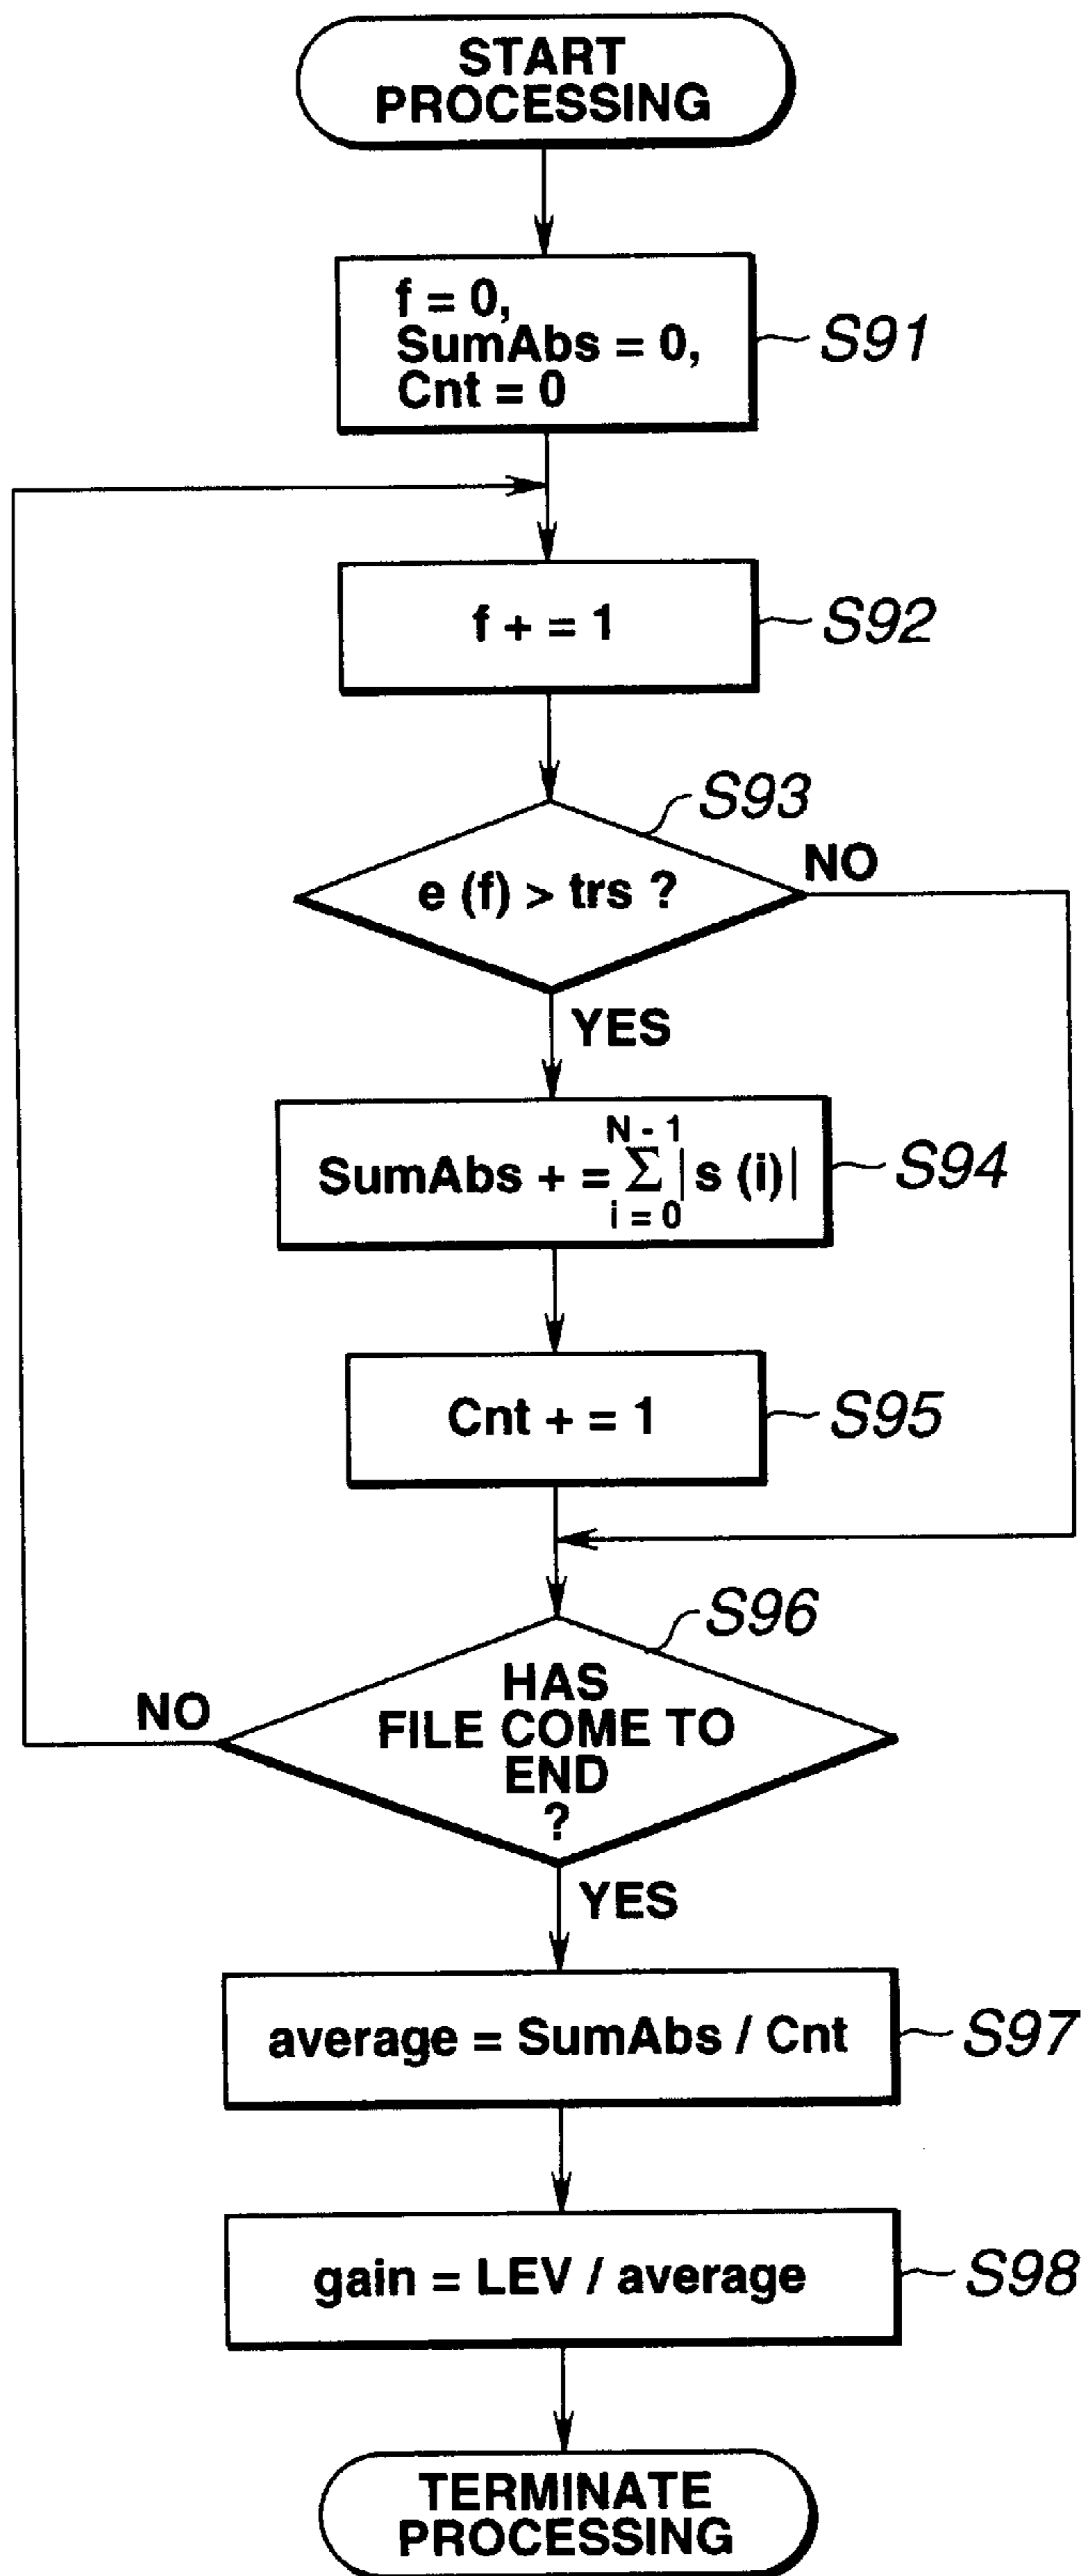 START
PROCESSING
f = 0,
SumAbs = 0,
Cnt = 0
S91
f + = 1
S92
S93
e (f) > trs ?
NO
YES
N - 1
SumAbs + = Σ | s (i) |
i = 0
S94
Cnt + = 1
S95
S96
HAS
FILE COME TO
END
?
NO
YES
average = SumAbs / Cnt
S97
gain = LEV / average
S98
TERMINATE
PROCESSING